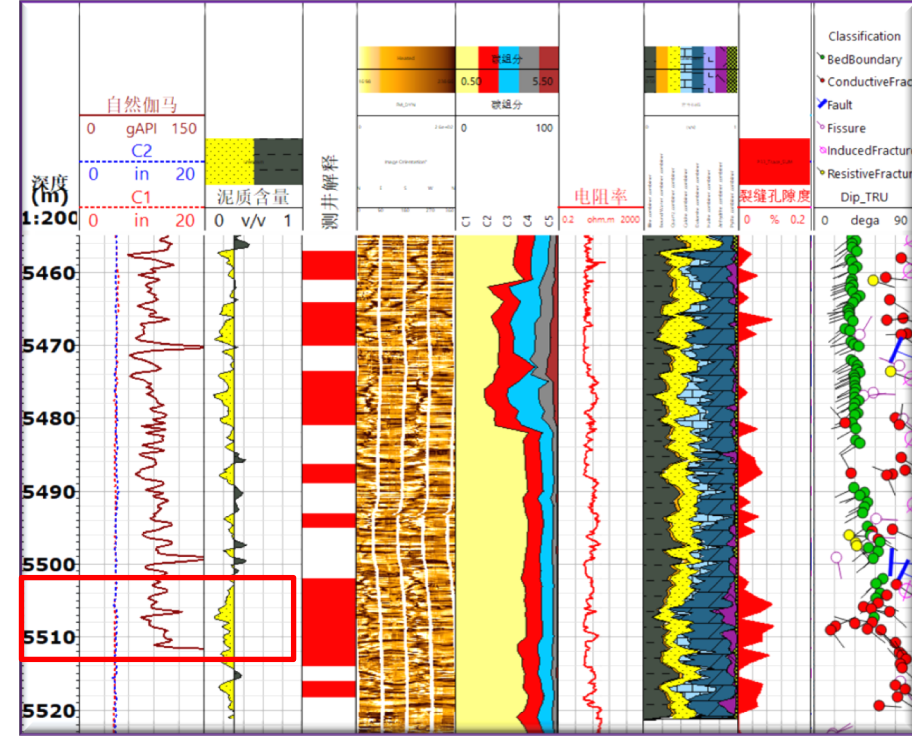 自然伽马
0 gAPI 150
C2
0 in 20
C1
0 in 20
深度
(m)
1:200
泥质含量
0 v/v 1
测井解释
Image Orientation°
碳组分
0.50 5.50
碳组分
0 100
C1 C2 C3 C4 C5
电阻率
0.2 ohm.m 2000
裂缝孔隙度
0 % 0.2
Classification
BedBoundary
ConductiveFrac
Fault
Fissure
InducedFracture
ResistiveFractur
Dip_TRU
0 dega 90
5460
5470
5480
5490
5500
5510
5520